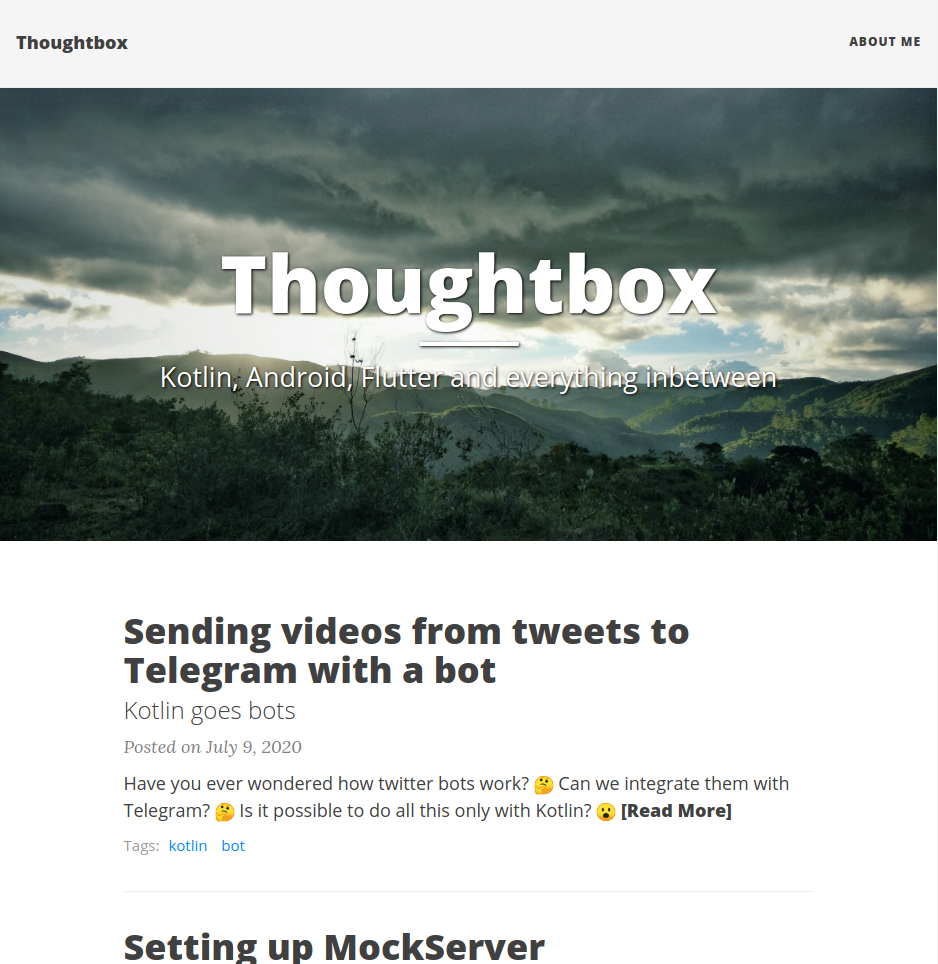 Thoughtbox
ABOUT ME
Thoughtbox
Kotlin, Android, Flutter and everything inbetween
Sending videos from tweets to
Telegram with a bot
Kotlin goes bots
Posted on July 9, 2020
Have you ever wondered how twitter bots work? 🤔 Can we integrate them with
Telegram? 🤔 Is it possible to do all this only with Kotlin? 😮 [Read More]
Tags: kotlin bot
Setting up MockServer